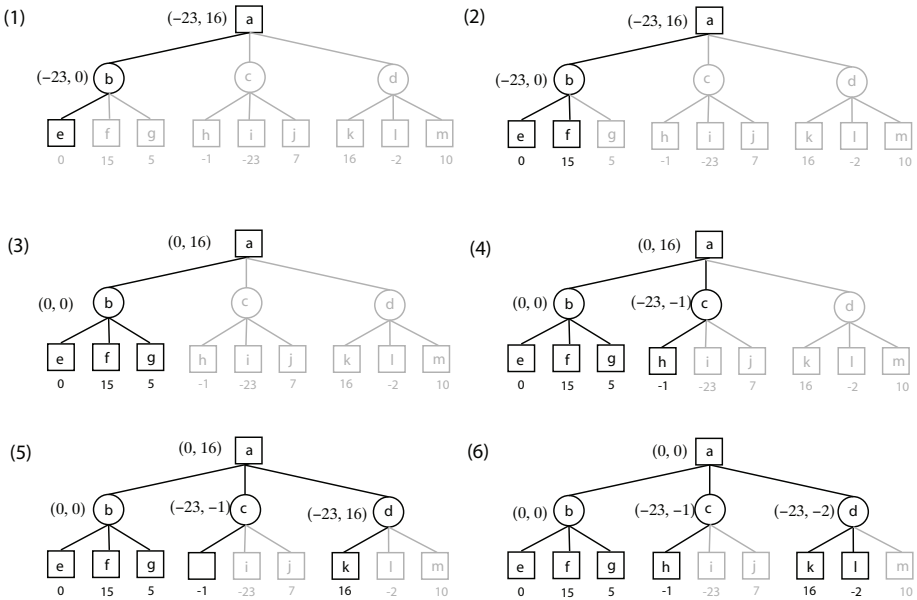 (1) (−23, 16) a
(−23, 0) b c d
e f g h i j k l m
0 15 5 -1 -23 7 16 -2 10
(2) (−23, 16) a
(−23, 0) b c d
e f g h i j k l m
0 15 5 -1 -23 7 16 -2 10
(3) (0, 16) a
(0, 0) b c d
e f g h i j k l m
0 15 5 -1 -23 7 16 -2 10
(4) (0, 16) a
(0, 0) b (−23, −1) c d
e f g h i j k l m
0 15 5 -1 -23 7 16 -2 10
(5) (0, 16) a
(0, 0) b (−23, −1) c (−23, 16) d
e f g i j k l m
0 15 5 -1 -23 7 16 -2 10
(6) (0, 0) a
(0, 0) b (−23, −1) c (−23, −2) d
e f g h i j k l m
0 15 5 -1 -23 7 16 -2 10